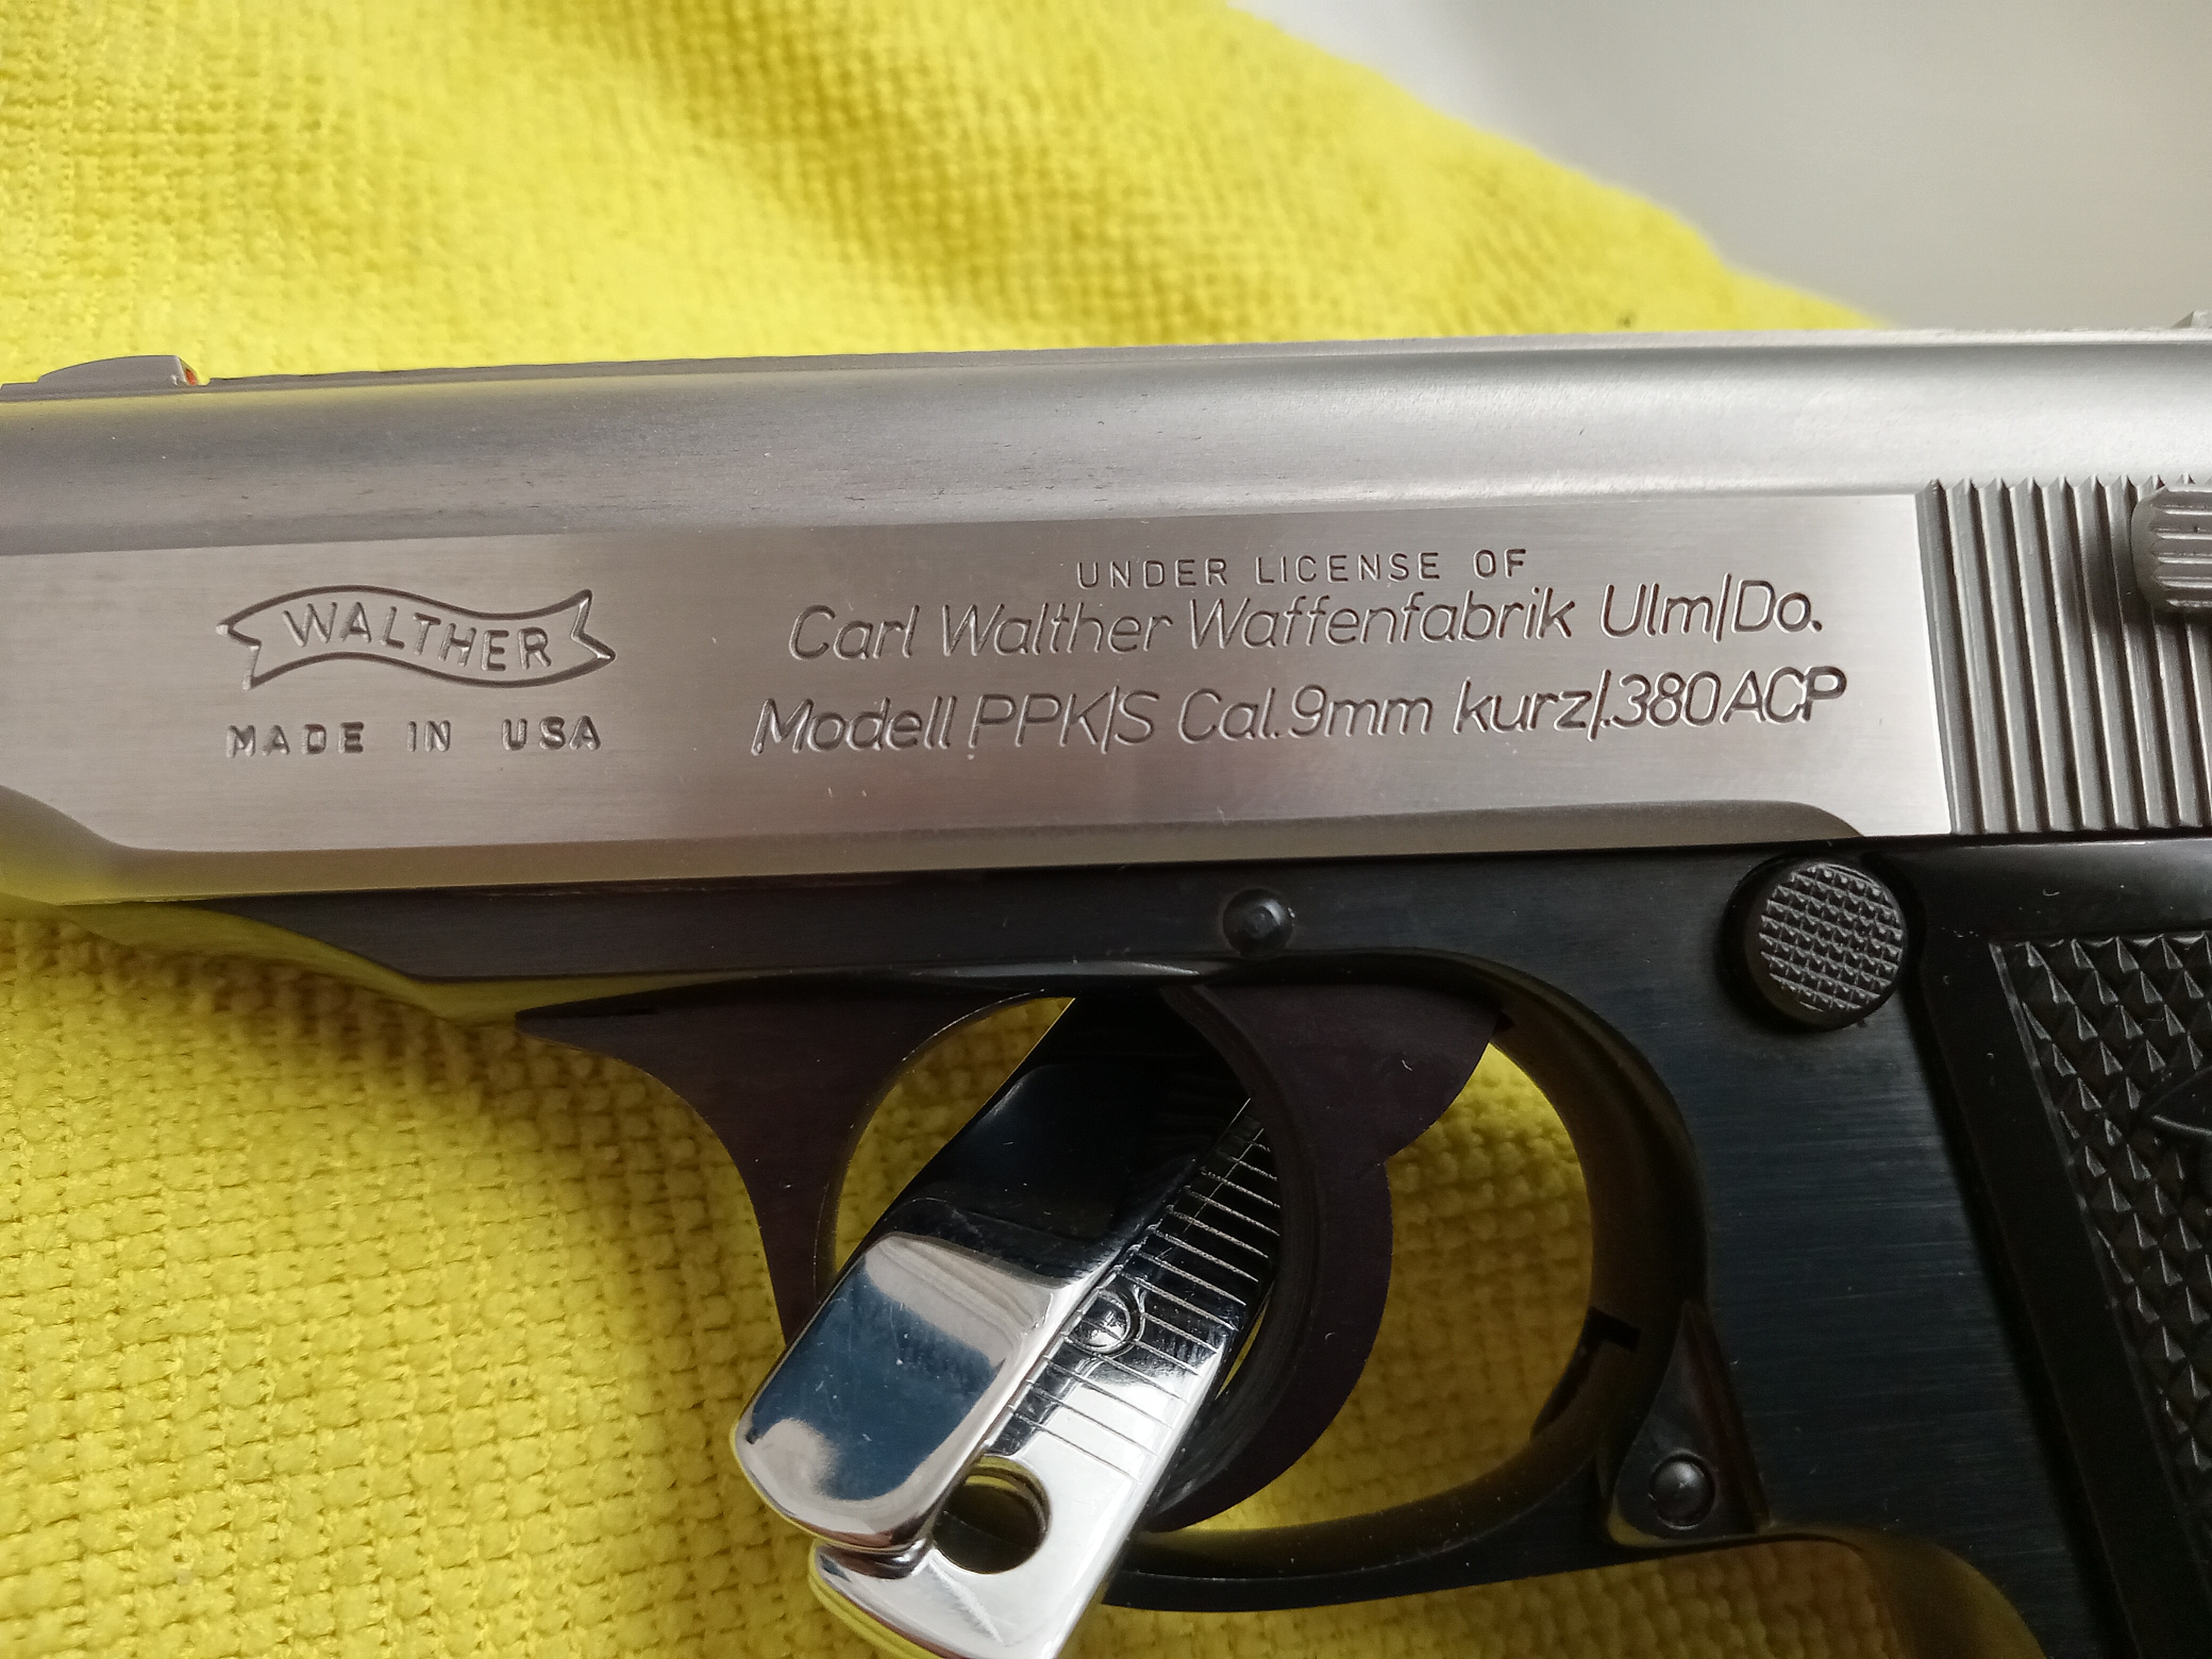 WALTHER
MADE IN USA
UNDER LICENSE OF
Carl Walther Waffenfabrik Ulm/Do.
Modell PPK/S Cal.9mm kurz/.380ACP